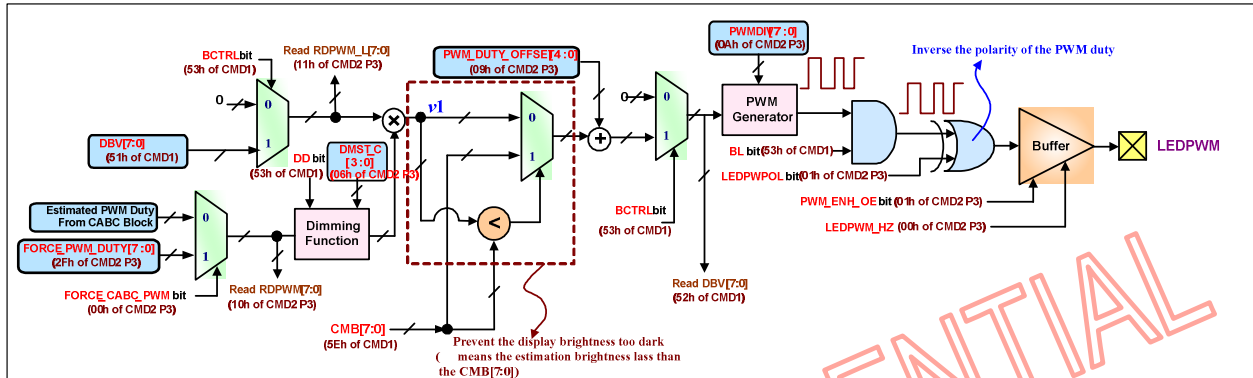 BCTRL bit
(53h of CMD1)
Read RDPWM_L[7:0]
(11h of CMD2 P3)
0
0
1
DBV[7:0]
(51h of CMD1)
PWM_DUTY_OFFSET[4:0]
(09h of CMD2 P3)
v1
×
0
1
+
DD bit
(53h of CMD1)
DMST_C
[3:0]
(06h of CMD2 P3)
Estimated PWM Duty
From CABC Block
FORCE_PWM_DUTY[7:0]
(2Fh of CMD2 P3)
0
1
FORCE_CABC_PWM bit
(00h of CMD2 P3)
Dimming
Function
Read RDPWM[7:0]
(10h of CMD2 P3)
<
CMB[7:0]
(5Eh of CMD1)
Prevent the display brightness too dark
( means the estimation brightness lass than
the CMB[7:0])
0
0
1
BCTRL bit
(53h of CMD1)
Read DBV[7:0]
(52h of CMD1)
PWMDIV[7:0]
(0Ah of CMD2 P3)
PWM
Generator
Inverse the polarity of the PWM duty
BL bit(53h of CMD1)
LEDPWPOL bit(01h of CMD2 P3)
Buffer
LEDPWM
PWM_ENH_OE bit (01h of CMD2 P3)
LEDPWM_HZ (00h of CMD2 P3)
ENTIAL